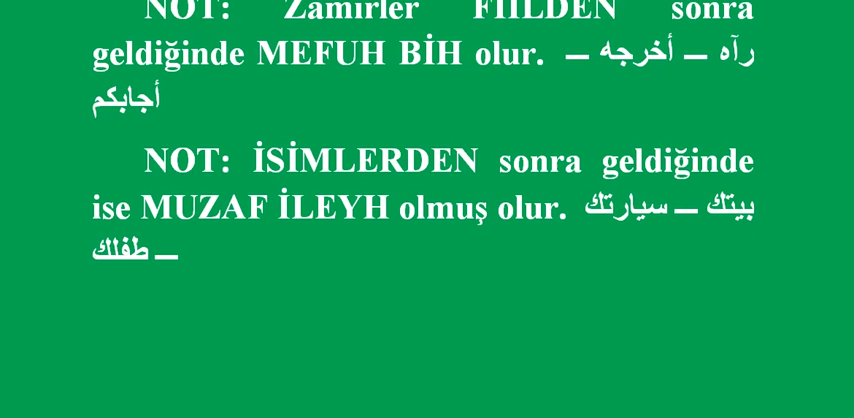 NOT: Zamirler FİİLDEN sonra
geldiğinde MEFUH BİH olur. رآه – أخرجه –
أجابكم
NOT: İSİMLERDEN sonra geldiğinde
ise MUZAF İLEYH olmuş olur. بيتك – سيارتك
– طفلك